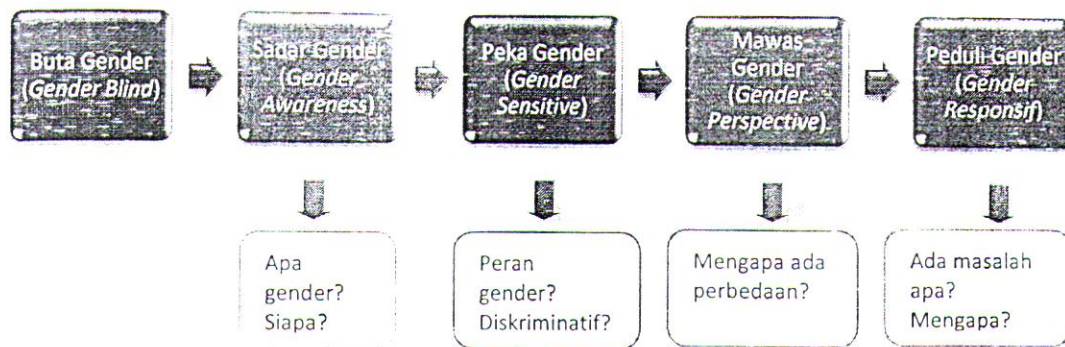 Buta Gender
(Gender Blind)
Sadar Gender
(Gender
Awareness)
Peka Gender
(Gender
Sensitive)
Mawas
Gender
(Gender
Perspective)
Peduli Gender
(Gender
Responsif)
Apa
gender?
Siapa?
Peran
gender?
Diskriminatif?
Mengapa ada
perbedaan?
Ada masalah
apa?
Mengapa?